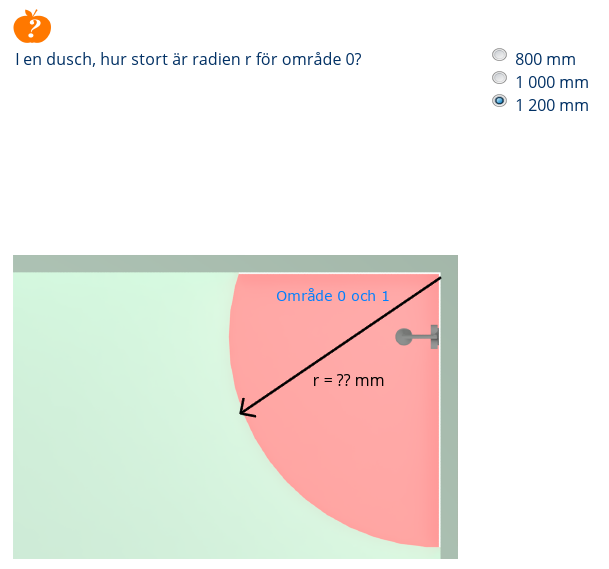 ?
I en dusch, hur stort är radien r för område 0?
800 mm
1 000 mm
1 200 mm
Område 0 och 1
r = ?? mm